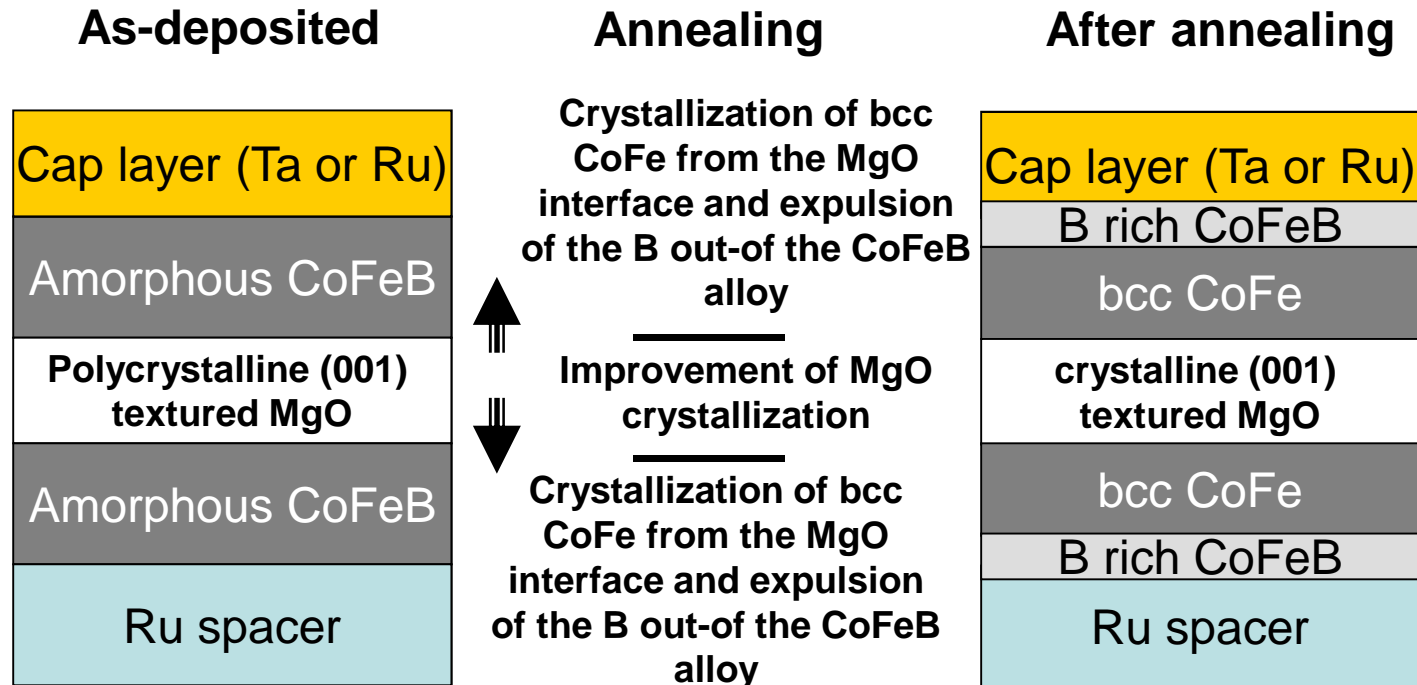 As-deposited
Annealing
After annealing
Cap layer (Ta or Ru)
Amorphous CoFeB
Polycrystalline (001)
textured MgO
Amorphous CoFeB
Ru spacer
Crystallization of bcc
CoFe from the MgO
interface and expulsion
of the B out-of the CoFeB
alloy
Improvement of MgO
crystallization
Crystallization of bcc
CoFe from the MgO
interface and expulsion
of the B out-of the CoFeB
alloy
Cap layer (Ta or Ru)
B rich CoFeB
bcc CoFe
crystalline (001)
textured MgO
bcc CoFe
B rich CoFeB
Ru spacer